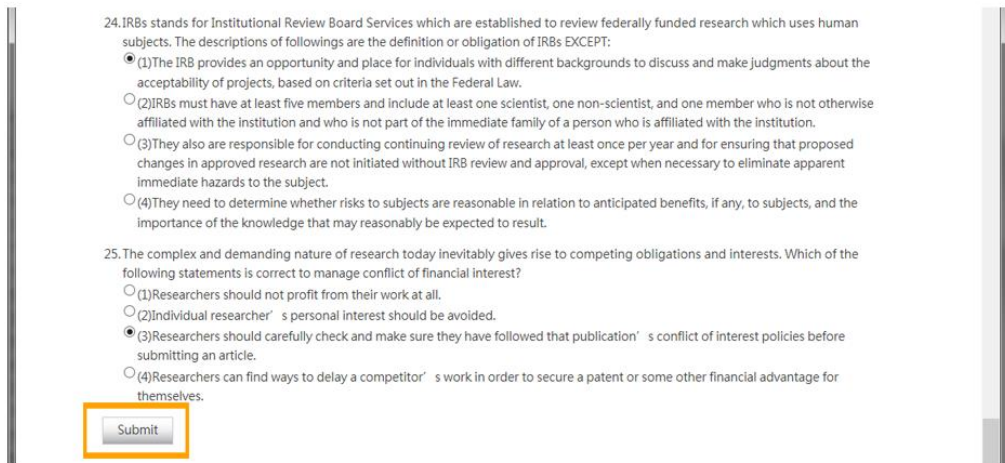 24.IRBs stands for Institutional Review Board Services which are established to review federally funded research which uses human
subjects. The descriptions of followings are the definition or obligation of IRBs EXCEPT:
(1)The IRB provides an opportunity and place for individuals with different backgrounds to discuss and make judgments about the
acceptability of projects, based on criteria set out in the Federal Law.
(2)IRBs must have at least five members and include at least one scientist, one non-scientist, and one member who is not otherwise
affiliated with the institution and who is not part of the immediate family of a person who is affiliated with the institution.
(3)They also are responsible for conducting continuing review of research at least once per year and for ensuring that proposed
changes in approved research are not initiated without IRB review and approval, except when necessary to eliminate apparent
immediate hazards to the subject.
(4)They need to determine whether risks to subjects are reasonable in relation to anticipated benefits, if any, to subjects, and the
importance of the knowledge that may reasonably be expected to result.
25.The complex and demanding nature of research today inevitably gives rise to competing obligations and interests. Which of the
following statements is correct to manage conflict of financial interest?
(1)Researchers should not profit from their work at all.
(2)Individual researcher’ s personal interest should be avoided.
(3)Researchers should carefully check and make sure they have followed that publication’ s conflict of interest policies before
submitting an article.
(4)Researchers can find ways to delay a competitor’ s work in order to secure a patent or some other financial advantage for
themselves.
Submit